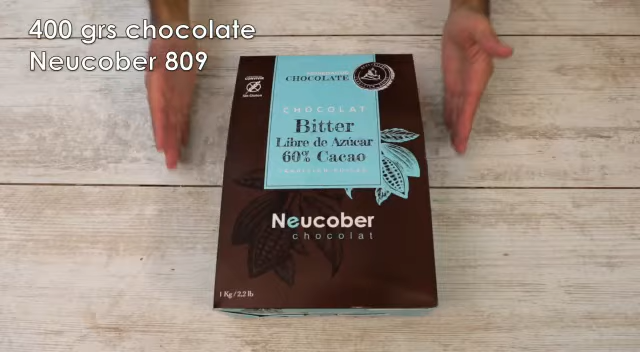 400 grs chocolate
Neucober 809
CHOCOLATE
CHOCOLAT
Bitter
Libre de Azúcar
60% Cacao
Neucober
chocolat
1 Kg / 2.2 lb